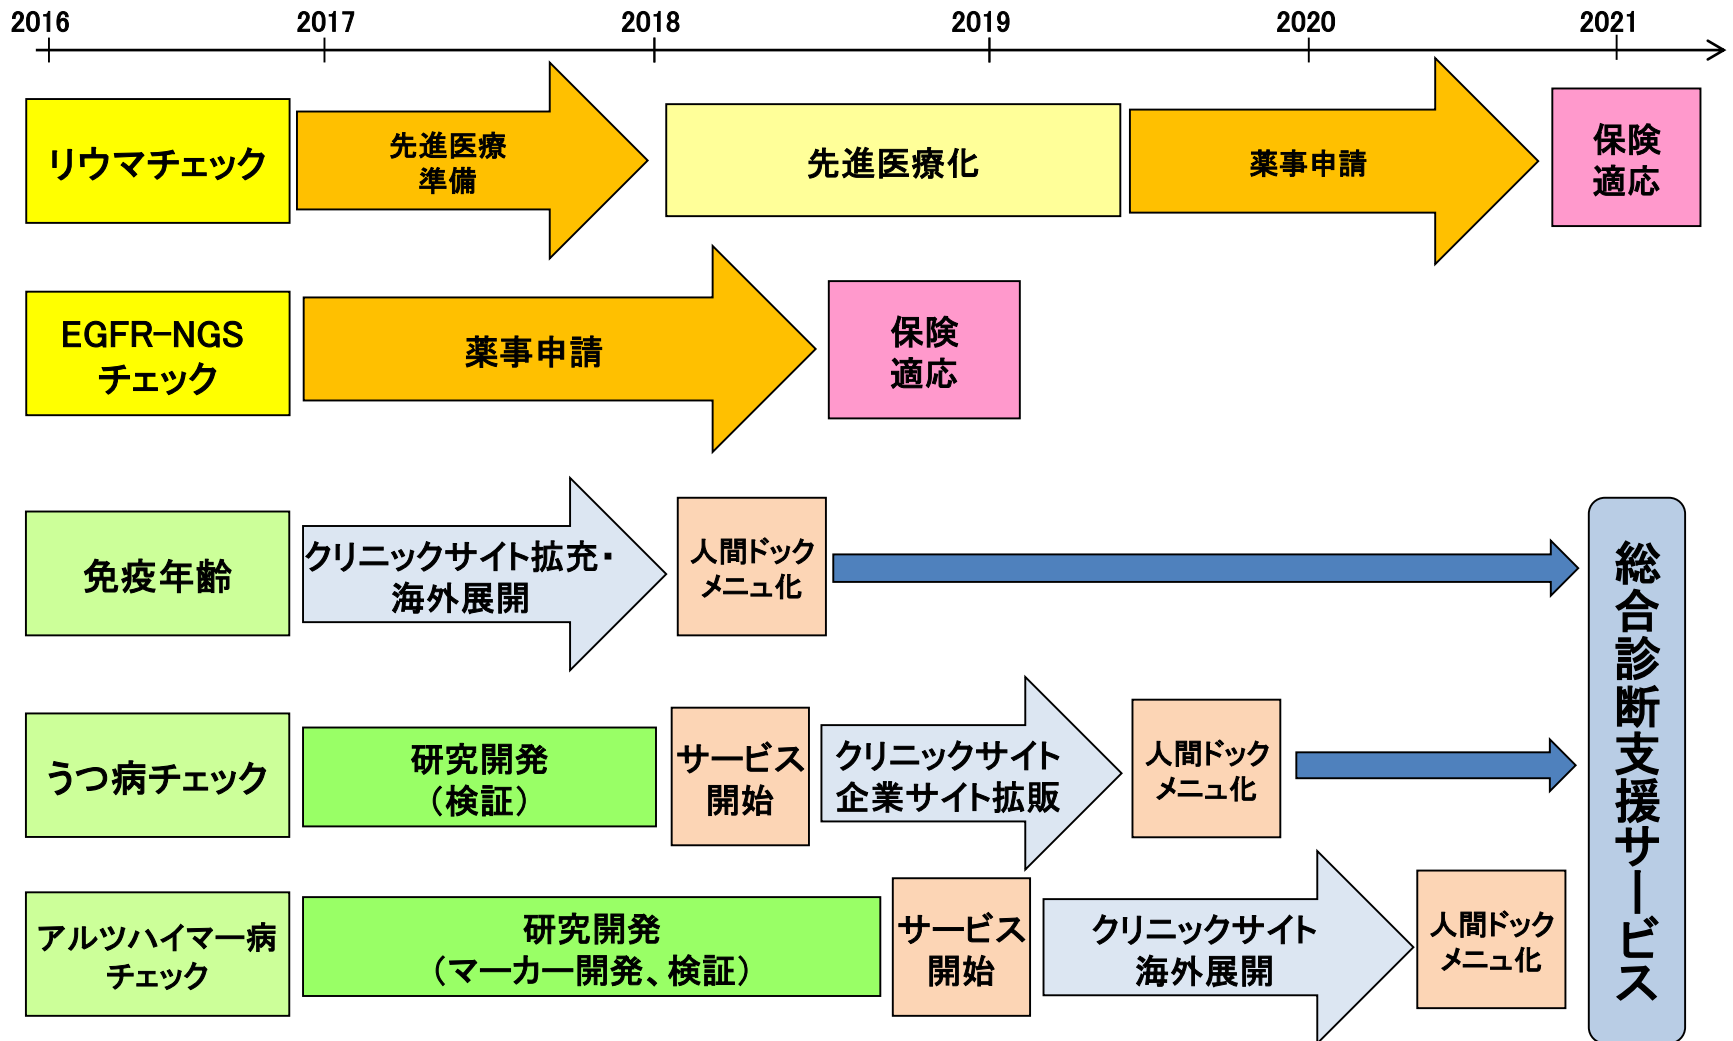 2016 2017 2018 2019 2020 2021
リウマチェック
先進医療
準備
先進医療化
薬事申請
保険
適応
EGFR-NGS
チェック
薬事申請
保険
適応
免疫年齢
クリニックサイト拡充・
海外展開
人間ドック
メニュ化
うつ病チェック
研究開発
（検証）
サービス
開始
クリニックサイト
企業サイト拡販
人間ドック
メニュ化
アルツハイマー病
チェック
研究開発
（マーカー開発、検証）
サービス
開始
クリニックサイト
海外展開
人間ドック
メニュ化
総合診断支援サービス